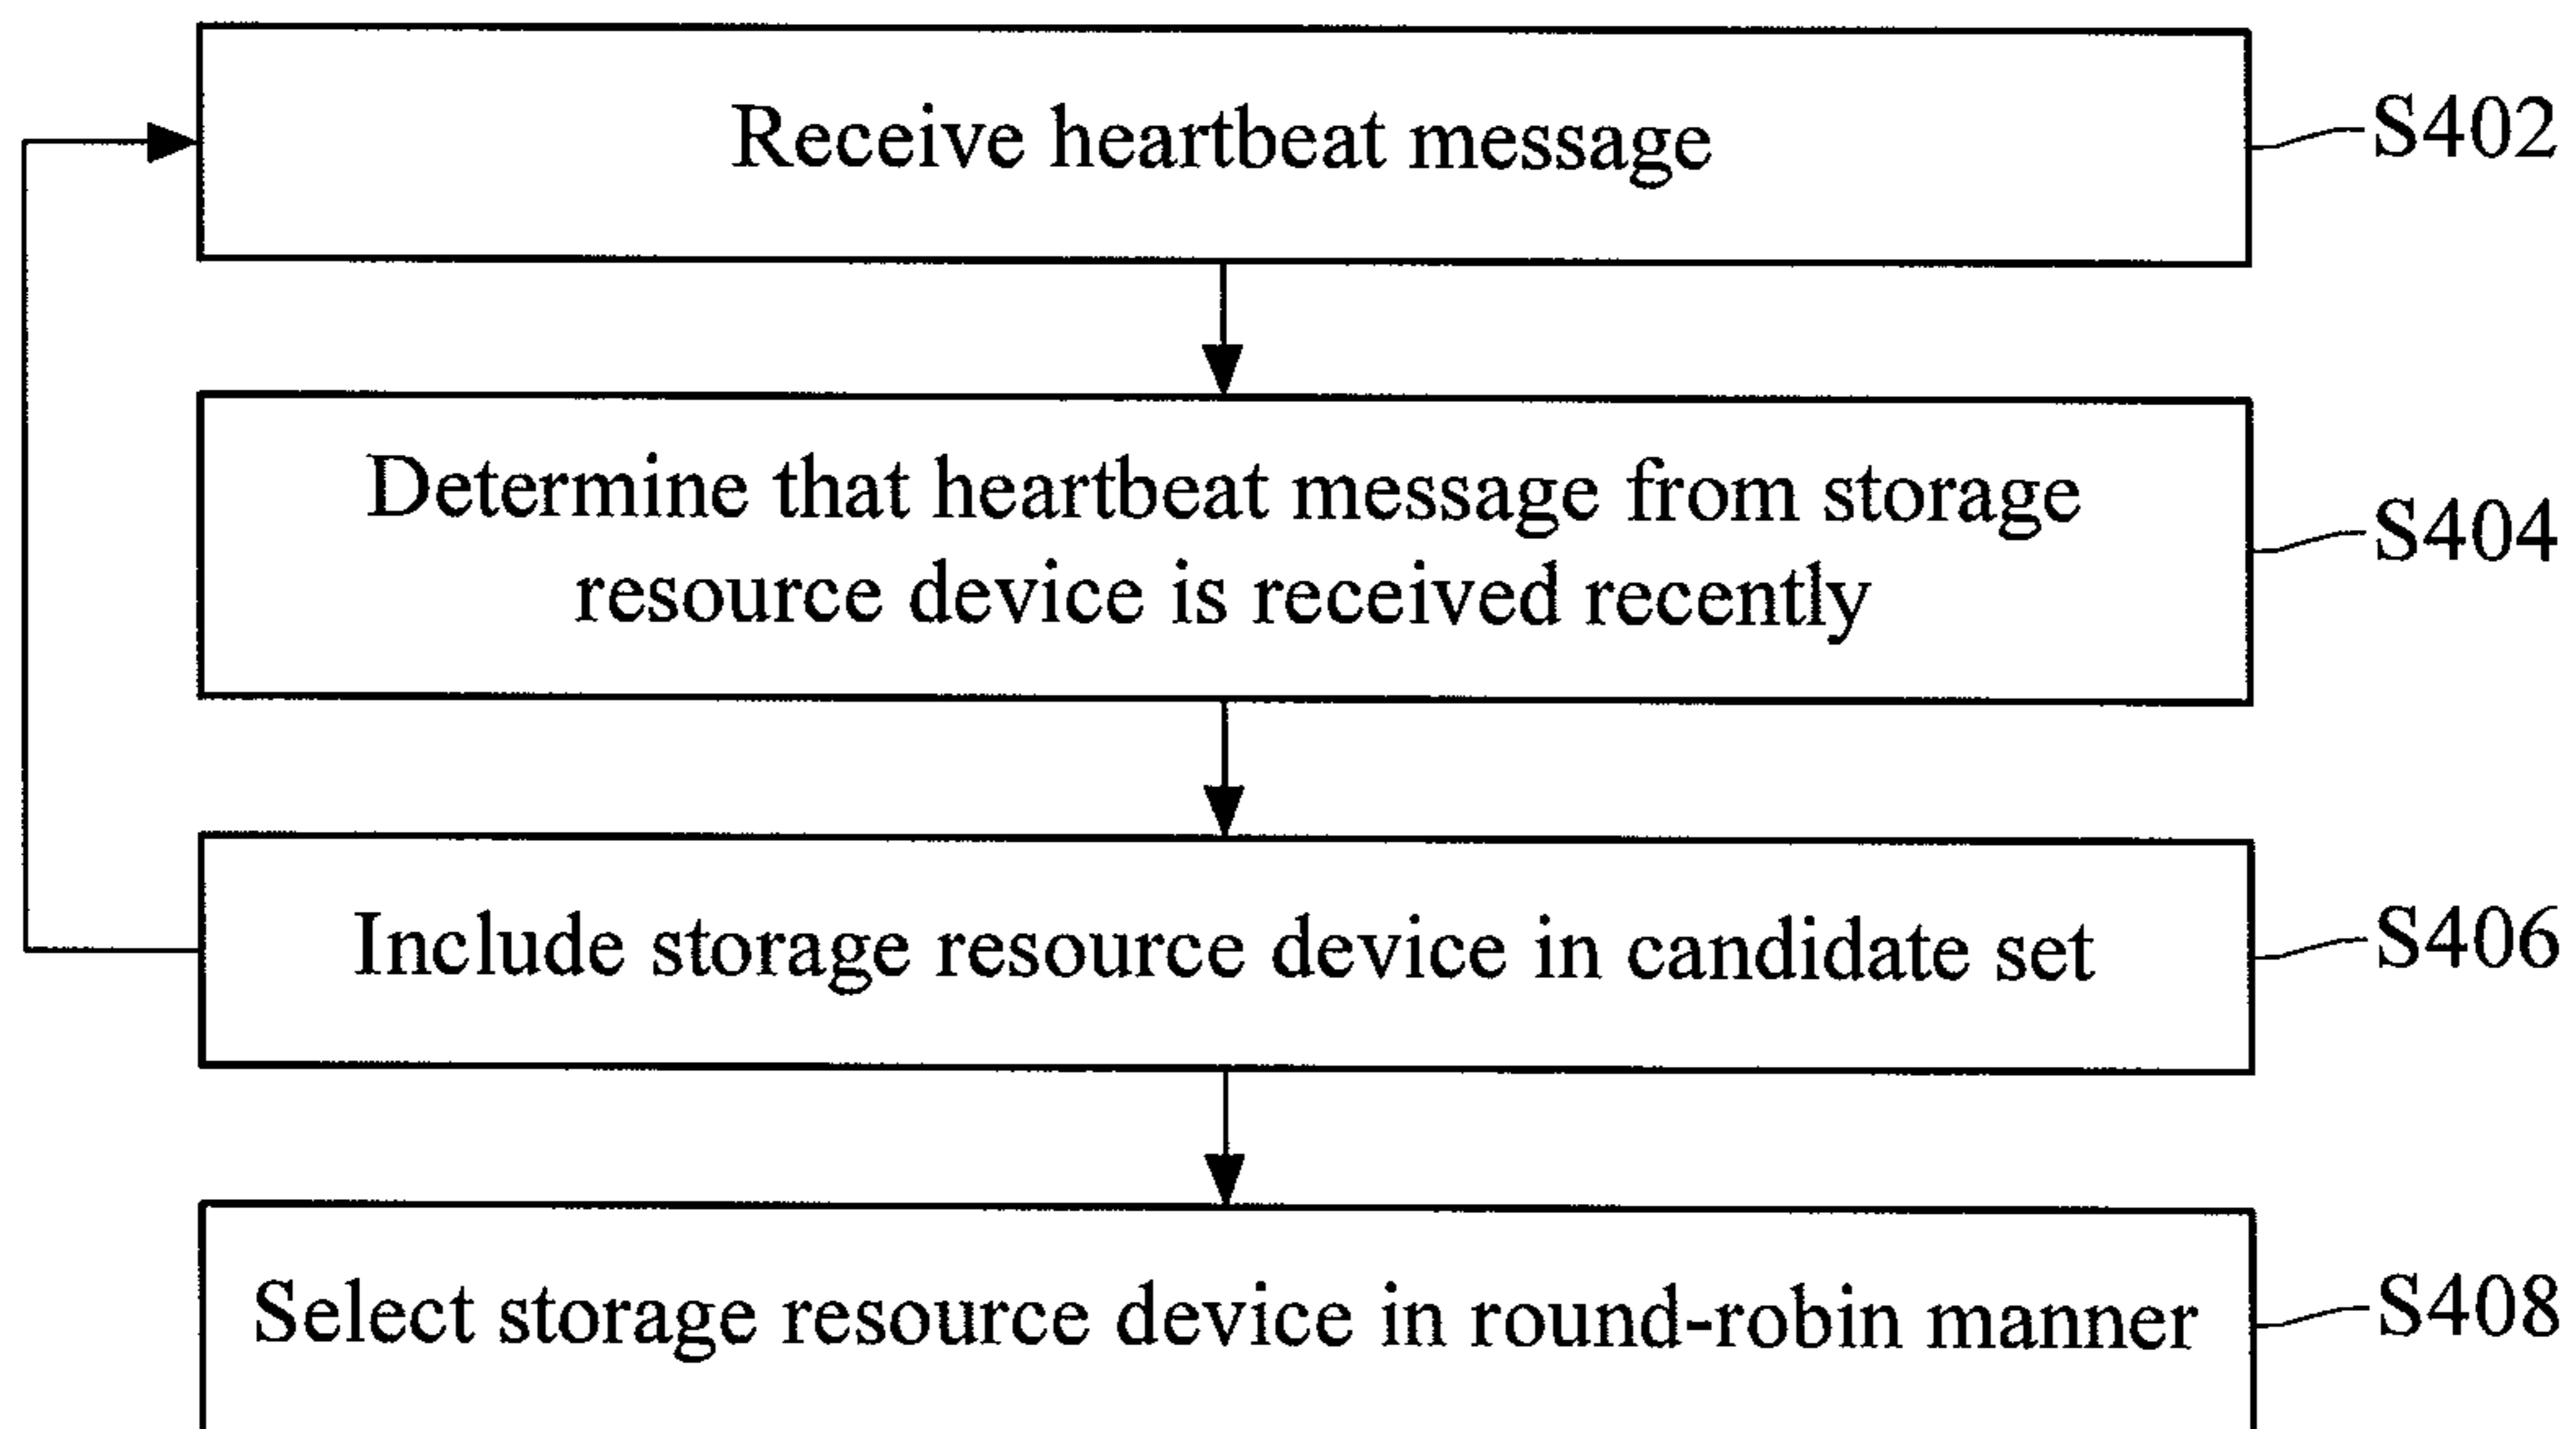 Receive heartbeat message
S402
Determine that heartbeat message from storage
resource device is received recently
S404
Include storage resource device in candidate set
S406
Select storage resource device in round-robin manner
S408